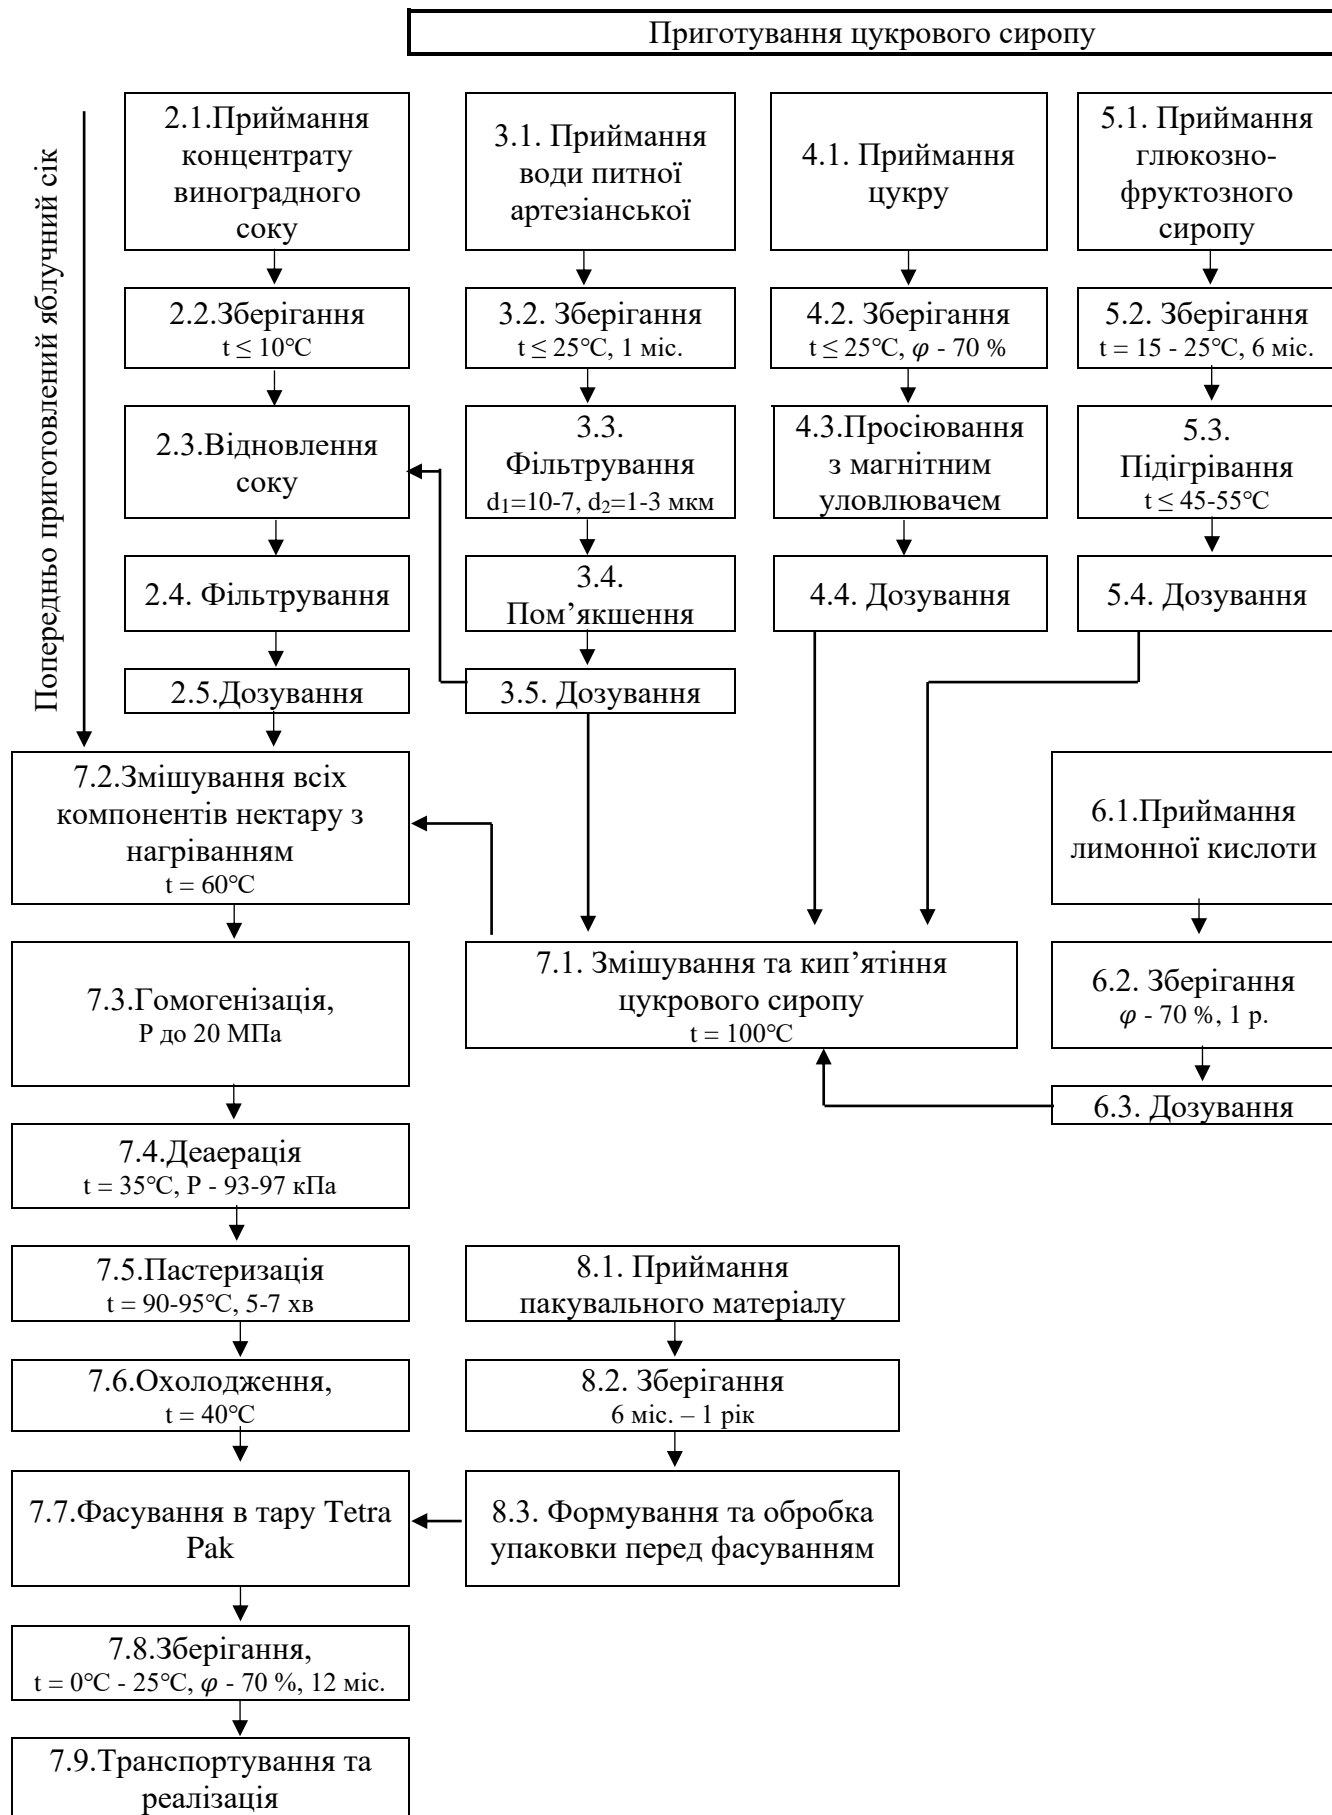 Приготування цукрового сиропу
Попередньо приготовлений яблучний сік
2.1.Приймання
концентрату
виноградного
соку
3.1. Приймання
води питної
артезіанської
4.1. Приймання
цукру
5.1. Приймання
глюкозно-
фруктозного
сиропу
2.2.Зберігання
t ≤ 10°C
3.2. Зберігання
t ≤ 25°C, 1 міс.
4.2. Зберігання
t ≤ 25°C, φ - 70 %
5.2. Зберігання
t = 15 - 25°C, 6 міс.
2.3.Відновлення
соку
3.3.
Фільтрування
d₁=10-7, d₂=1-3 мкм
4.3.Просіювання
з магнітним
уловлювачем
5.3.
Підігрівання
t ≤ 45-55°C
2.4. Фільтрування
3.4.
Пом’якшення
4.4. Дозування
5.4. Дозування
2.5.Дозування
3.5. Дозування
7.2.Змішування всіх
компонентів нектару з
нагріванням
t = 60°C
6.1.Приймання
лимонної кислоти
7.3.Гомогенізація,
Р до 20 МПа
7.1. Змішування та кип’ятіння
цукрового сиропу
t = 100°C
6.2. Зберігання
φ - 70 %, 1 р.
6.3. Дозування
7.4.Деаерація
t = 35°C, Р - 93-97 кПа
7.5.Пастеризація
t = 90-95°C, 5-7 хв
8.1. Приймання
пакувального матеріалу
7.6.Охолодження,
t = 40°C
8.2. Зберігання
6 міс. – 1 рік
7.7.Фасування в тару Tetra
Pak
8.3. Формування та обробка
упаковки перед фасуванням
7.8.Зберігання,
t = 0°C - 25°C, φ - 70 %, 12 міс.
7.9.Транспортування та
реалізація